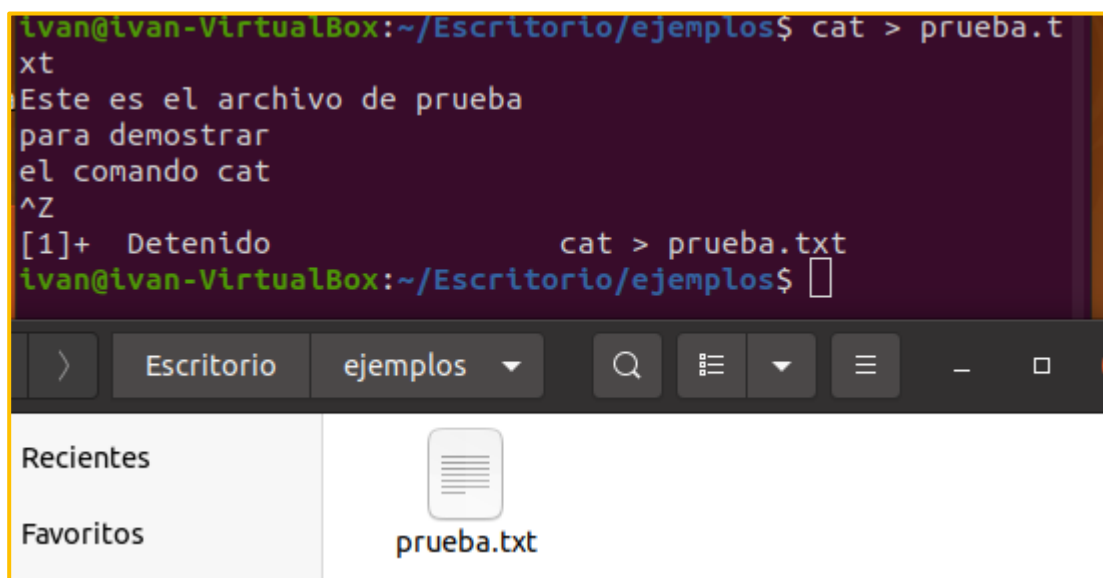 ivan@ivan-VirtualBox:~/Escritorio/ejemplos$ cat > prueba.t
xt
Este es el archivo de prueba
para demostrar
el comando cat
^Z
[1]+  Detenido                 cat > prueba.txt
ivan@ivan-VirtualBox:~/Escritorio/ejemplos$
Escritorio ejemplos
Recientes
Favoritos
prueba.txt